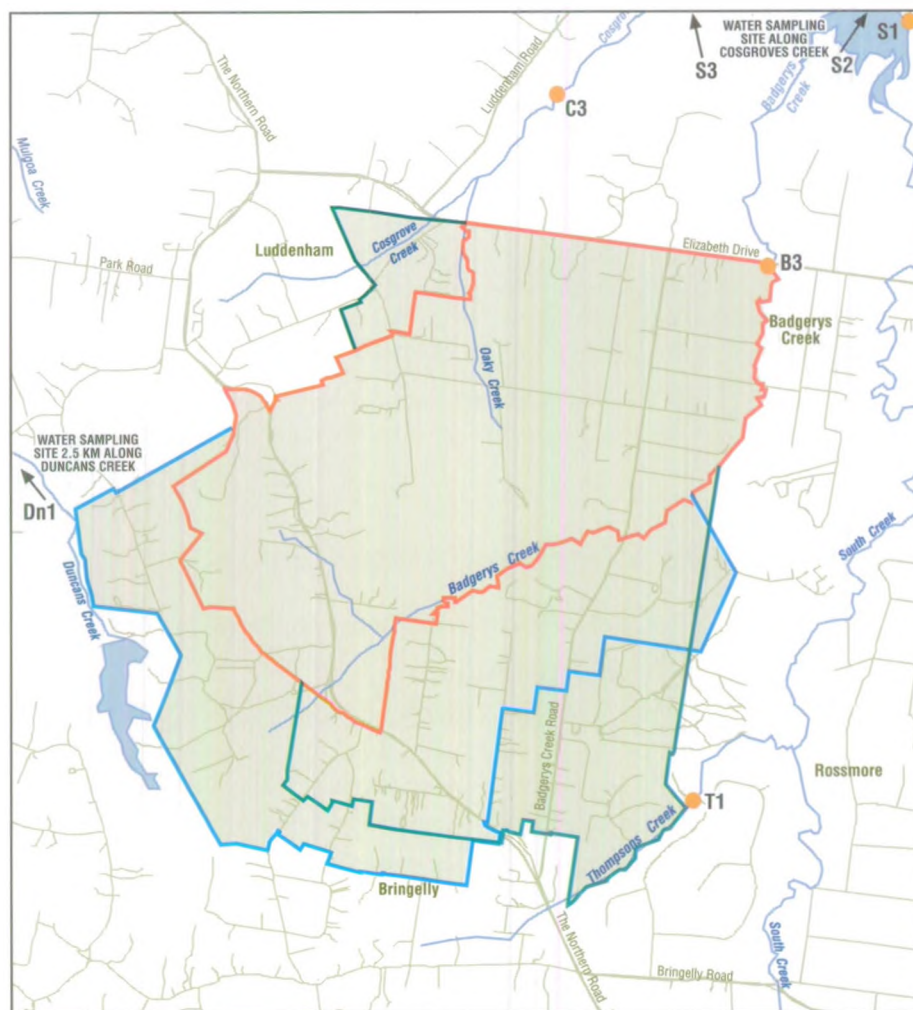 WATER SAMPLING
SITE ALONG
COSGROVES CREEK
S3
S2
S1
Cosgrove
Badgerys
Creek
C3
The Northern Road
Luddenham Road
Mulgoa Creek
Luddenham
Cosgrove
Creek
Park Road
Elizabeth Drive
B3
Badgerys
Creek
Oaky Creek
WATER SAMPLING
SITE 2.5 KM ALONG
DUNCANS CREEK
Dn1
Duncans Creek
Badgerys Creek
South Creek
Badgerys Creek Road
Rossmore
T1
Thompsons Creek
Bringelly
The Northern Road
Bringelly Road
South Creek